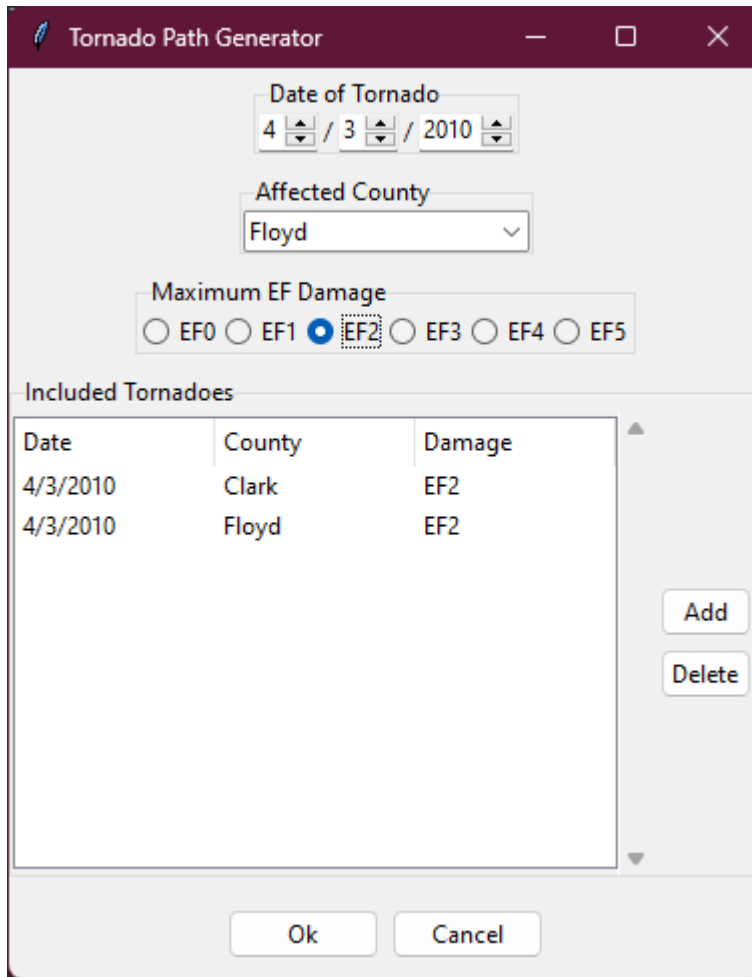 Tornado Path Generator
Date of Tornado
4 / 3 / 2010
Affected County
Floyd
Maximum EF Damage
EF0 EF1 EF2 EF3 EF4 EF5
Included Tornadoes
Date County Damage
4/3/2010 Clark EF2
4/3/2010 Floyd EF2
Add
Delete
Ok Cancel